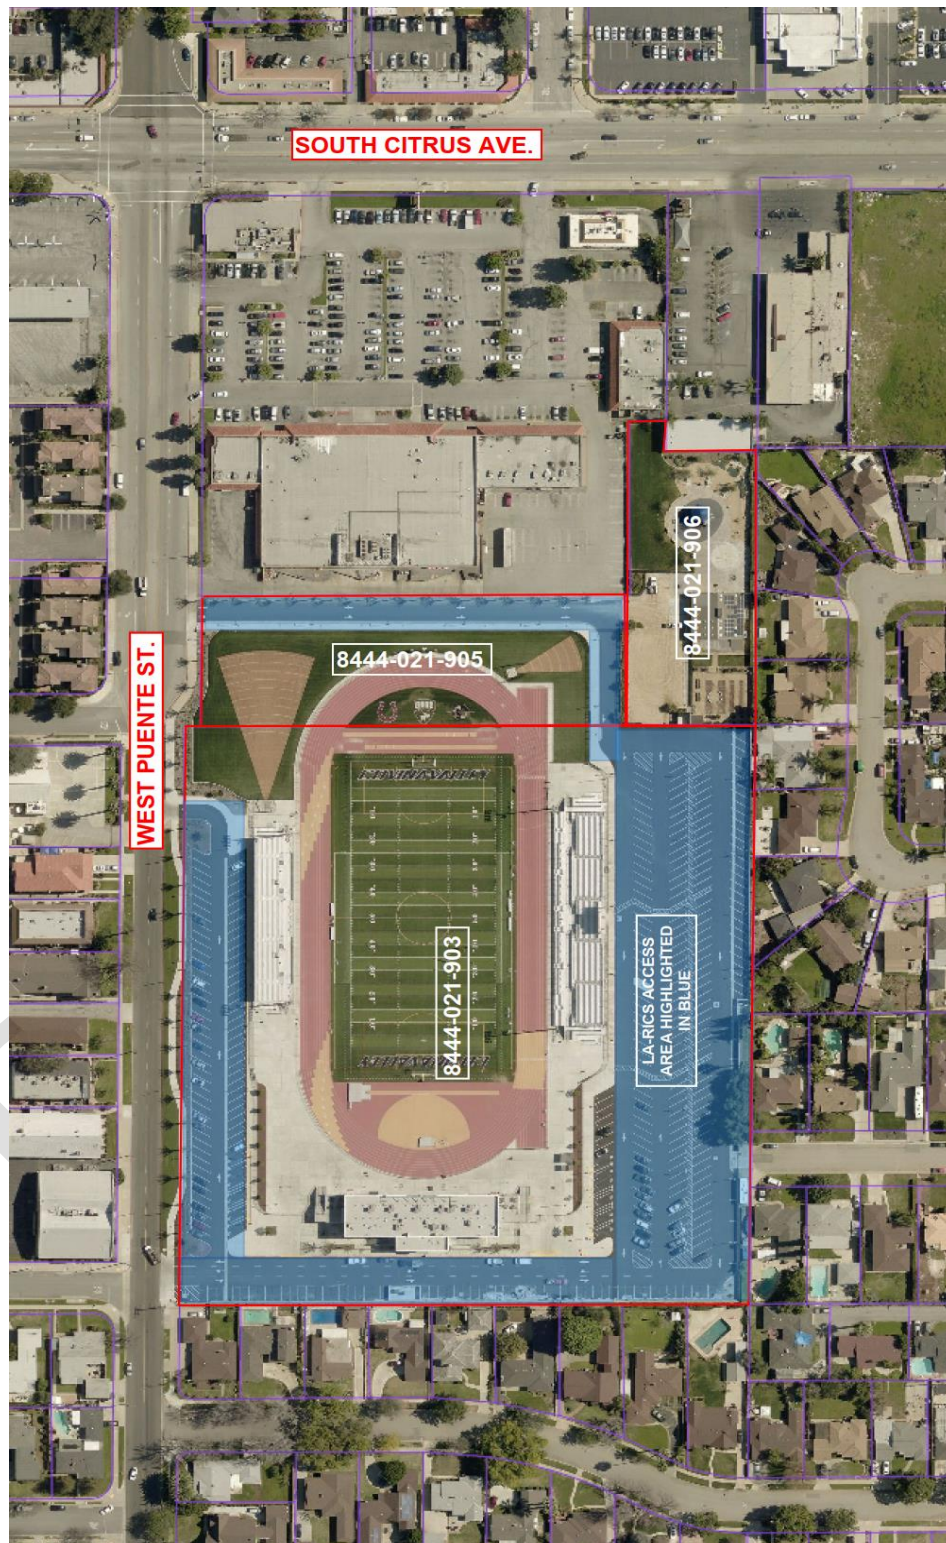 SOUTH CITRUS AVE.
8444-021-906
8444-021-905
WEST PUENTE ST.
8444-021-903
LA-RICS ACCESS
AREA HIGHLIGHTED
IN BLUE